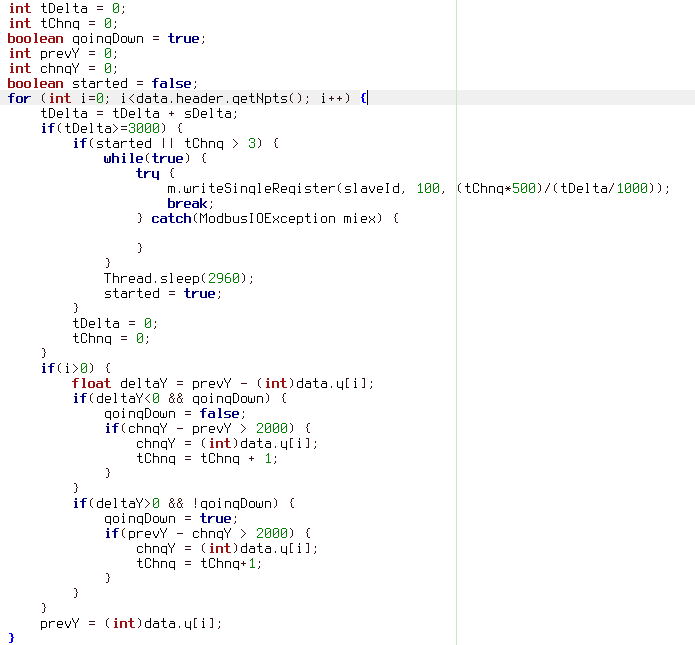 int tDelta = 0;
int tChng = 0;
boolean goingDown = true;
int prevY = 0;
int chngY = 0;
boolean started = false;
for (int i=0; i<data.header.getNpts(); i++) {
    tDelta = tDelta + sDelta;
    if(tDelta>=3000) {
        if(started || tChng > 3) {
            while(true) {
                try {
                    m.writeSingleRegister(slaveId, 100, (tChng*500)/(tDelta/1000));
                    break;
                } catch(ModbusIOException miex) {

                }
            }
            Thread.sleep(2960);
            started = true;
        }
        tDelta = 0;
        tChng = 0;
    }
    if(i>0) {
        float deltaY = prevY - (int)data.y[i];
        if(deltaY<0 && goingDown) {
            goingDown = false;
            if(chngY - prevY > 2000) {
                chngY = (int)data.y[i];
                tChng = tChng + 1;
            }
        }
        if(deltaY>0 && !goingDown) {
            goingDown = true;
            if(prevY - chngY > 2000) {
                chngY = (int)data.y[i];
                tChng = tChng+1;
            }
        }
    }
    prevY = (int)data.y[i];
}